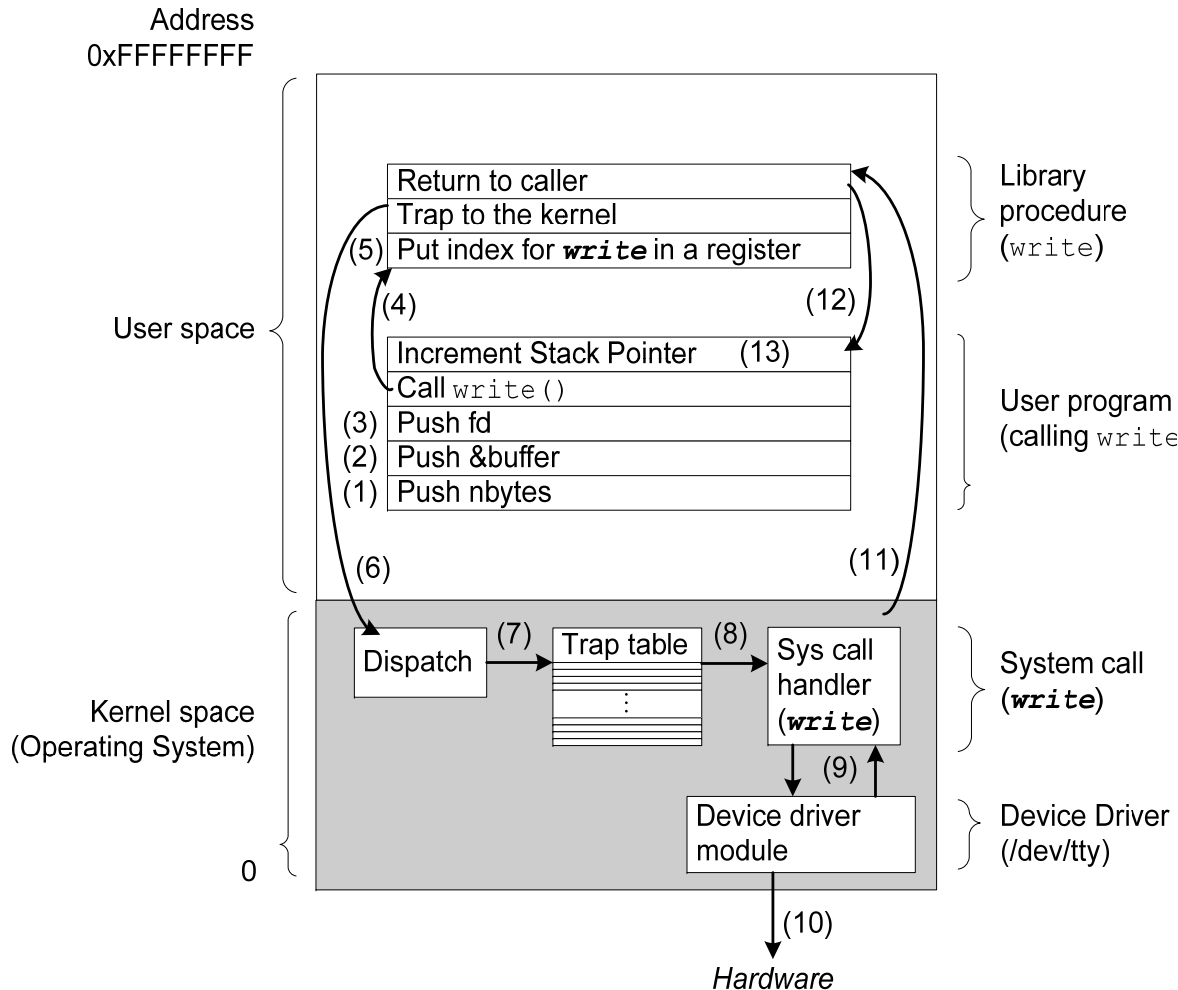 Address
0xFFFFFFFF
Return to caller
Trap to the kernel
(5) Put index for write in a register
Library
procedure
(write)
(4)
(12)
User space
Increment Stack Pointer (13)
Call write()
(3) Push fd
(2) Push &buffer
(1) Push nbytes
User program
(calling write
(6)
(11)
Dispatch
(7)
Trap table
(8)
Sys call
handler
(write)
System call
(write)
Kernel space
(Operating System)
(9)
Device driver
module
Device Driver
(/dev/tty)
0
(10)
Hardware